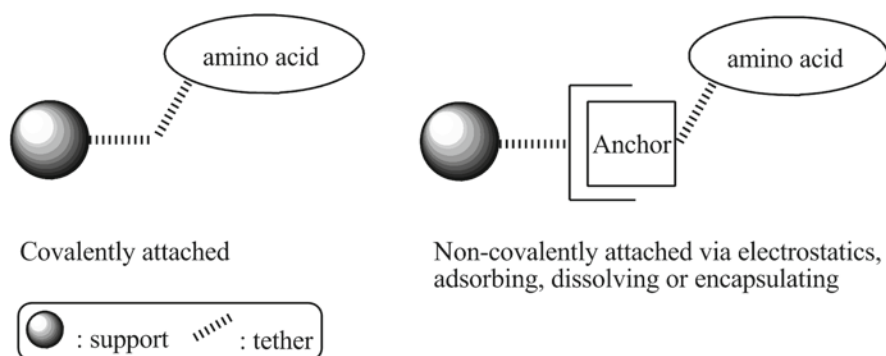 amino acid
amino acid
Anchor
Covalently attached
Non-covalently attached via electrostatics,
adsorbing, dissolving or encapsulating
: support
: tether